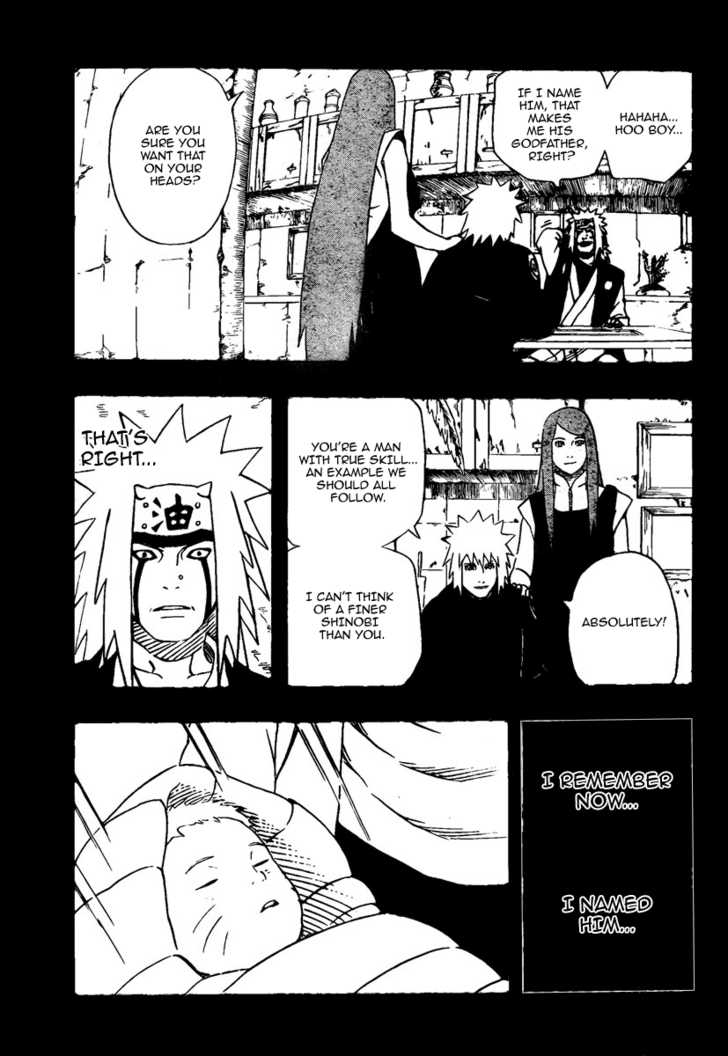 HAHAHA...
HOO BOY...
IF I NAME
HIM, THAT
MAKES
ME HIS
GODFATHER,
RIGHT?
ARE YOU
SURE YOU
WANT THAT
ON YOUR
HEADS?
ABSOLUTELY!
YOU'RE A MAN
WITH TRUE SKILL...
AN EXAMPLE WE
SHOULD ALL
FOLLOW.
I CAN'T THINK
OF A FINER
SHINOBI
THAN YOU.
THAT'S
RIGHT...
油
I REMEMBER
NOW...
I NAMED
HIM...